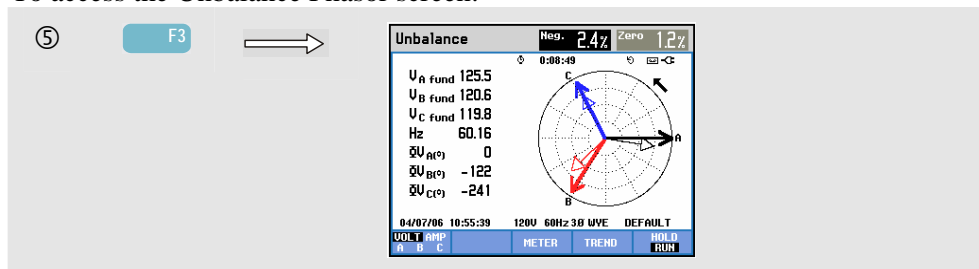 To access the Unbalance Phasor screen:
⑤ F3
Unbalance Neg. 2.4% Zero 1.2%
0:08:49
VA fund 125.5
VB fund 120.6
VC fund 119.8
Hz 60.16
ΦVA(°) 0
ΦVB(°) -122
ΦVC(°) -241
C
A
B
04/07/06 10:55:39 120V 60Hz 3Ø WYE DEFAULT
VOLT AMP
A B C
METER
TREND
HOLD
RUN